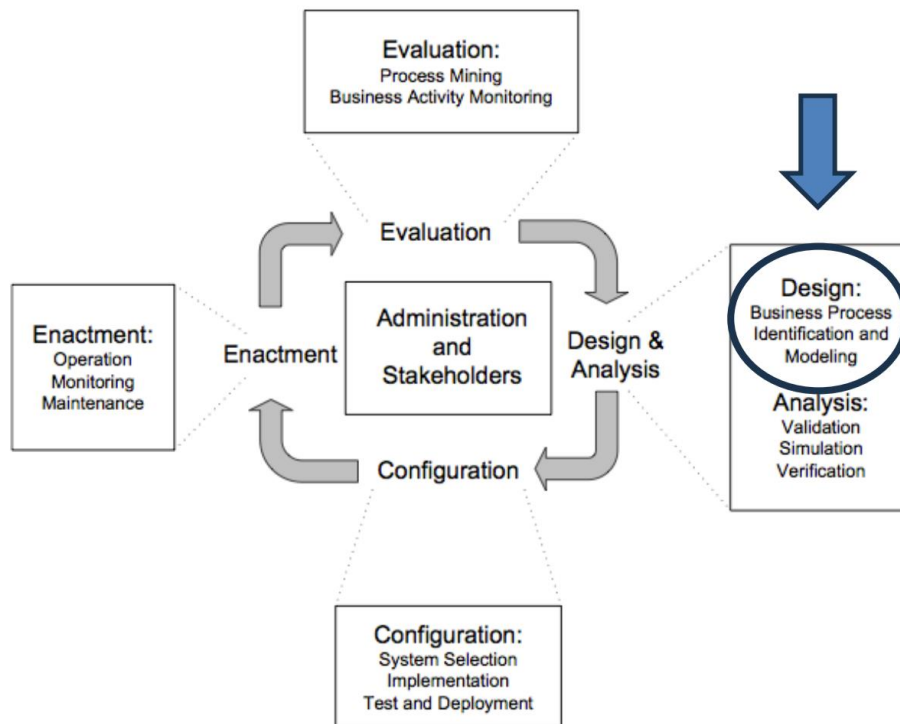 Evaluation:
Process Mining
Business Activity Monitoring
Evaluation
Design:
Business Process
Identification and
Modeling
Analysis:
Validation
Simulation
Verification
Enactment:
Operation
Monitoring
Maintenance
Enactment
Administration
and
Stakeholders
Design &
Analysis
Configuration
Configuration:
System Selection
Implementation
Test and Deployment